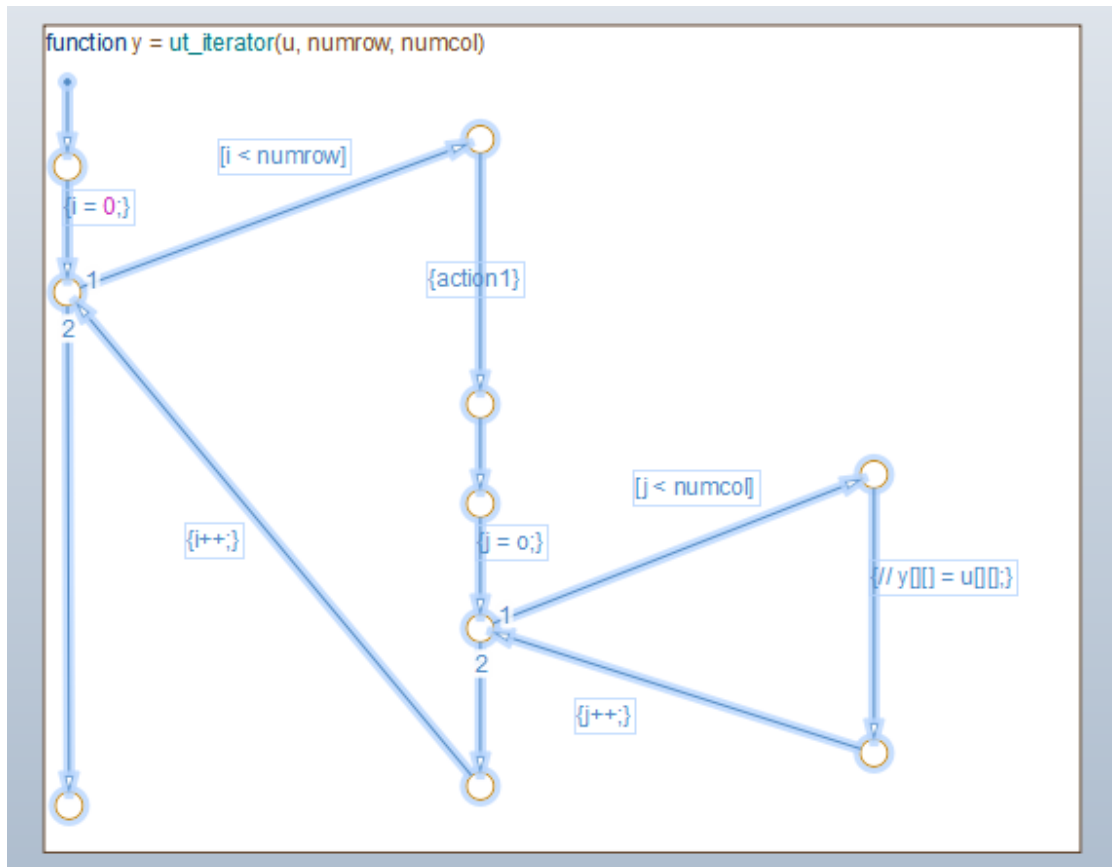 function y = ut_iterator(u, numrow, numcol)
[i < numrow]
{i = 0;}
1
{action1}
2
[j < numcol]
{i++;}
{j = o;}
{// y[][] = u[][];}
1
2
{j++;}